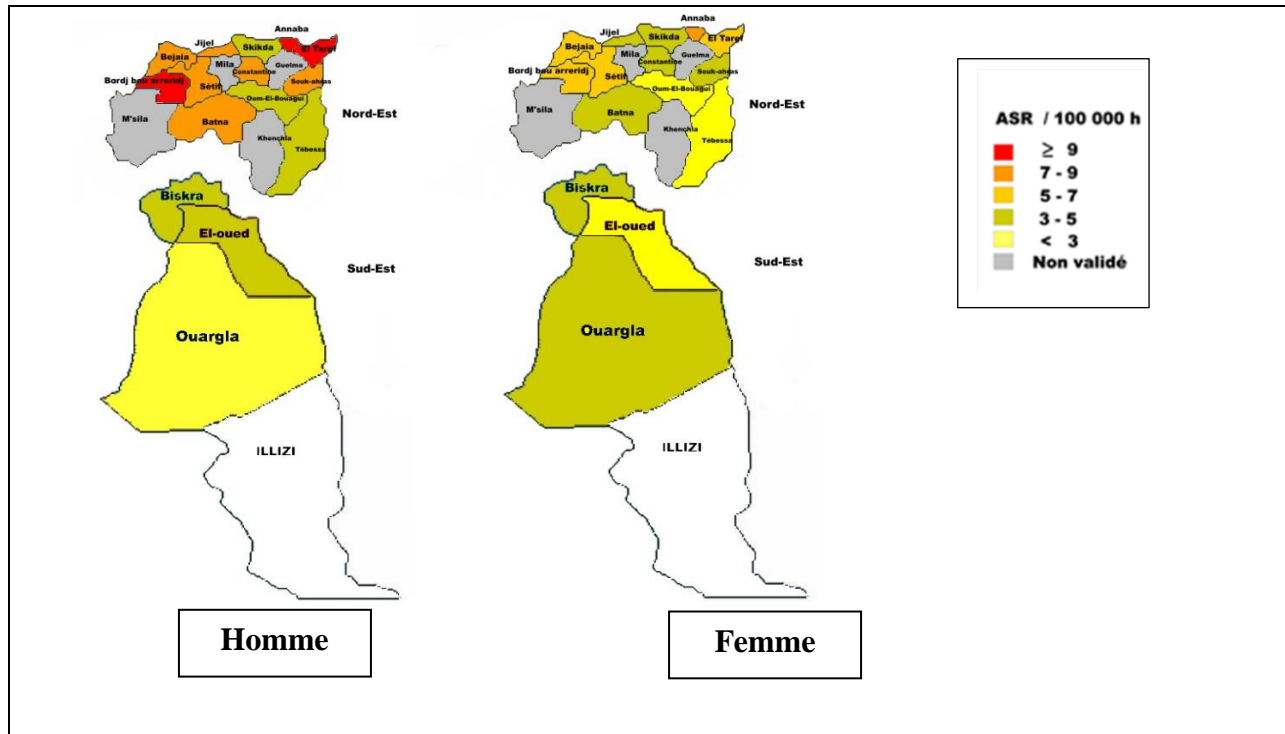 Annaba
Jijel
Skikda
El Taref
Bejaia
Mila
Guelma
Constantine
Bordj bou arreridj
Sétif
Souk-ahras
Oum-El-Bouagui
M'sila
Batna
Khenchla
Tébessa
Nord-Est
Biskra
El-oued
Sud-Est
Ouargla
ILLIZI
Homme
Annaba
Jijel
Skikda
El Taref
Bejaia
Mila
Guelma
Constantine
Bordj bou arreridj
Sétif
Souk-ahras
Oum-El-Bouagui
M'sila
Batna
Khenchla
Tébessa
Nord-Est
Biskra
El-oued
Sud-Est
Ouargla
ILLIZI
Femme
ASR / 100 000 h
≥ 9
7 - 9
5 - 7
3 - 5
< 3
Non validé